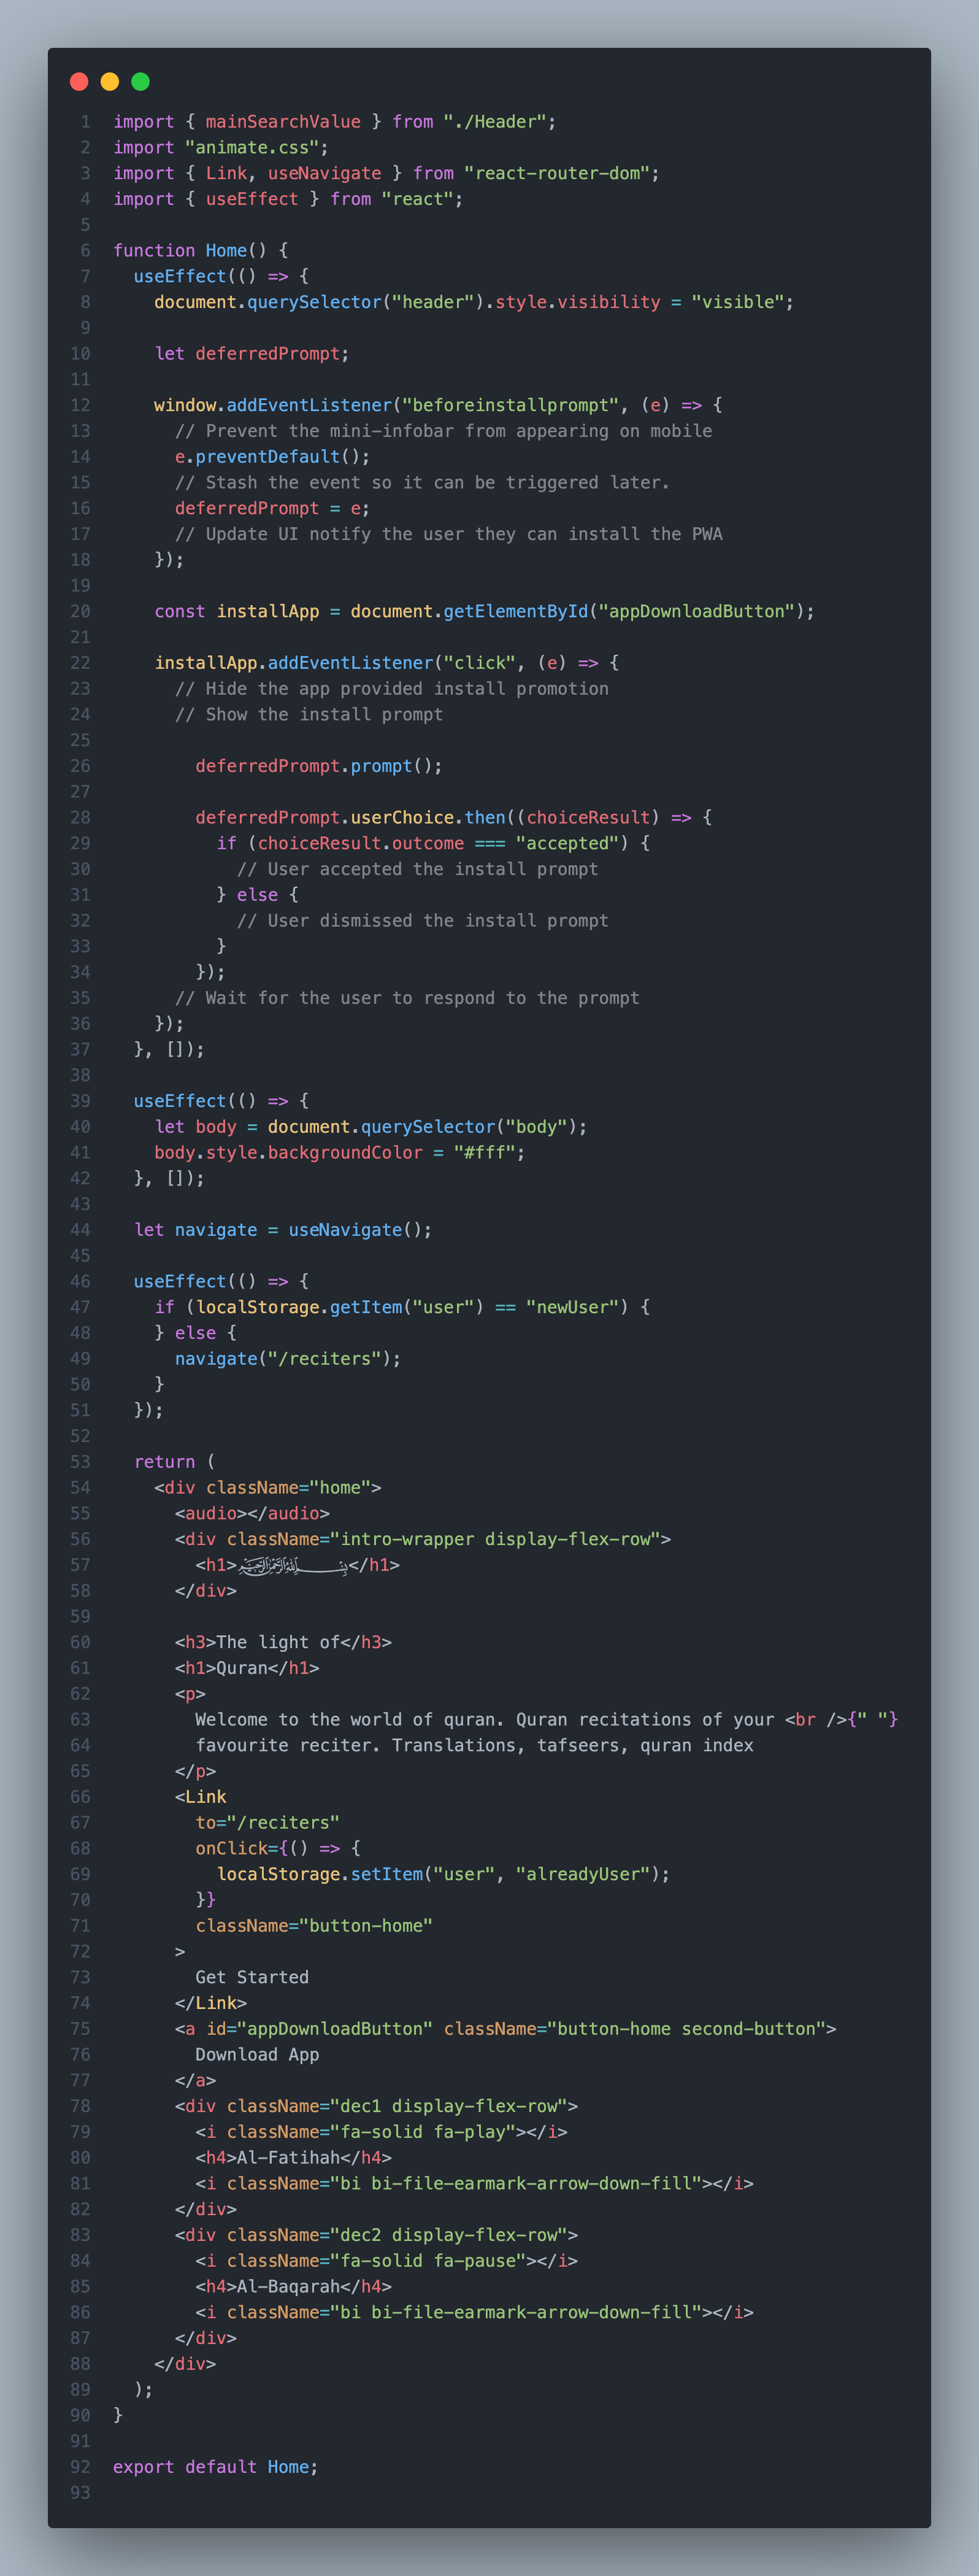 1 import { mainSearchValue } from "./Header";
2 import "animate.css";
3 import { Link, useNavigate } from "react-router-dom";
4 import { useEffect } from "react";
5
6 function Home() {
7   useEffect(() => {
8     document.querySelector("header").style.visibility = "visible";
9
10     let deferredPrompt;
11
12     window.addEventListener("beforeinstallprompt", (e) => {
13       // Prevent the mini-infobar from appearing on mobile
14       e.preventDefault();
15       // Stash the event so it can be triggered later.
16       deferredPrompt = e;
17       // Update UI notify the user they can install the PWA
18     });
19
20     const installApp = document.getElementById("appDownloadButton");
21
22     installApp.addEventListener("click", (e) => {
23       // Hide the app provided install promotion
24       // Show the install prompt
25
26         deferredPrompt.prompt();
27
28         deferredPrompt.userChoice.then((choiceResult) => {
29           if (choiceResult.outcome === "accepted") {
30             // User accepted the install prompt
31           } else {
32             // User dismissed the install prompt
33           }
34         });
35       // Wait for the user to respond to the prompt
36     });
37   }, []);
38
39   useEffect(() => {
40     let body = document.querySelector("body");
41     body.style.backgroundColor = "#fff";
42   }, []);
43
44   let navigate = useNavigate();
45
46   useEffect(() => {
47     if (localStorage.getItem("user") == "newUser") {
48     } else {
49       navigate("/reciters");
50     }
51   });
52
53   return (
54     <div className="home">
55       <audio></audio>
56       <div className="intro-wrapper display-flex-row">
57         <h1>﷽</h1>
58       </div>
59
60       <h3>The light of</h3>
61       <h1>Quran</h1>
62       <p>
63         Welcome to the world of quran. Quran recitations of your <br />{" "}
64         favourite reciter. Translations, tafseers, quran index
65       </p>
66       <Link
67         to="/reciters"
68         onClick={() => {
69           localStorage.setItem("user", "alreadyUser");
70         }}
71         className="button-home"
72       >
73         Get Started
74       </Link>
75       <a id="appDownloadButton" className="button-home second-button">
76         Download App
77       </a>
78       <div className="dec1 display-flex-row">
79         <i className="fa-solid fa-play"></i>
80         <h4>Al-Fatihah</h4>
81         <i className="bi bi-file-earmark-arrow-down-fill"></i>
82       </div>
83       <div className="dec2 display-flex-row">
84         <i className="fa-solid fa-pause"></i>
85         <h4>Al-Baqarah</h4>
86         <i className="bi bi-file-earmark-arrow-down-fill"></i>
87       </div>
88     </div>
89   );
90 }
91
92 export default Home;
93